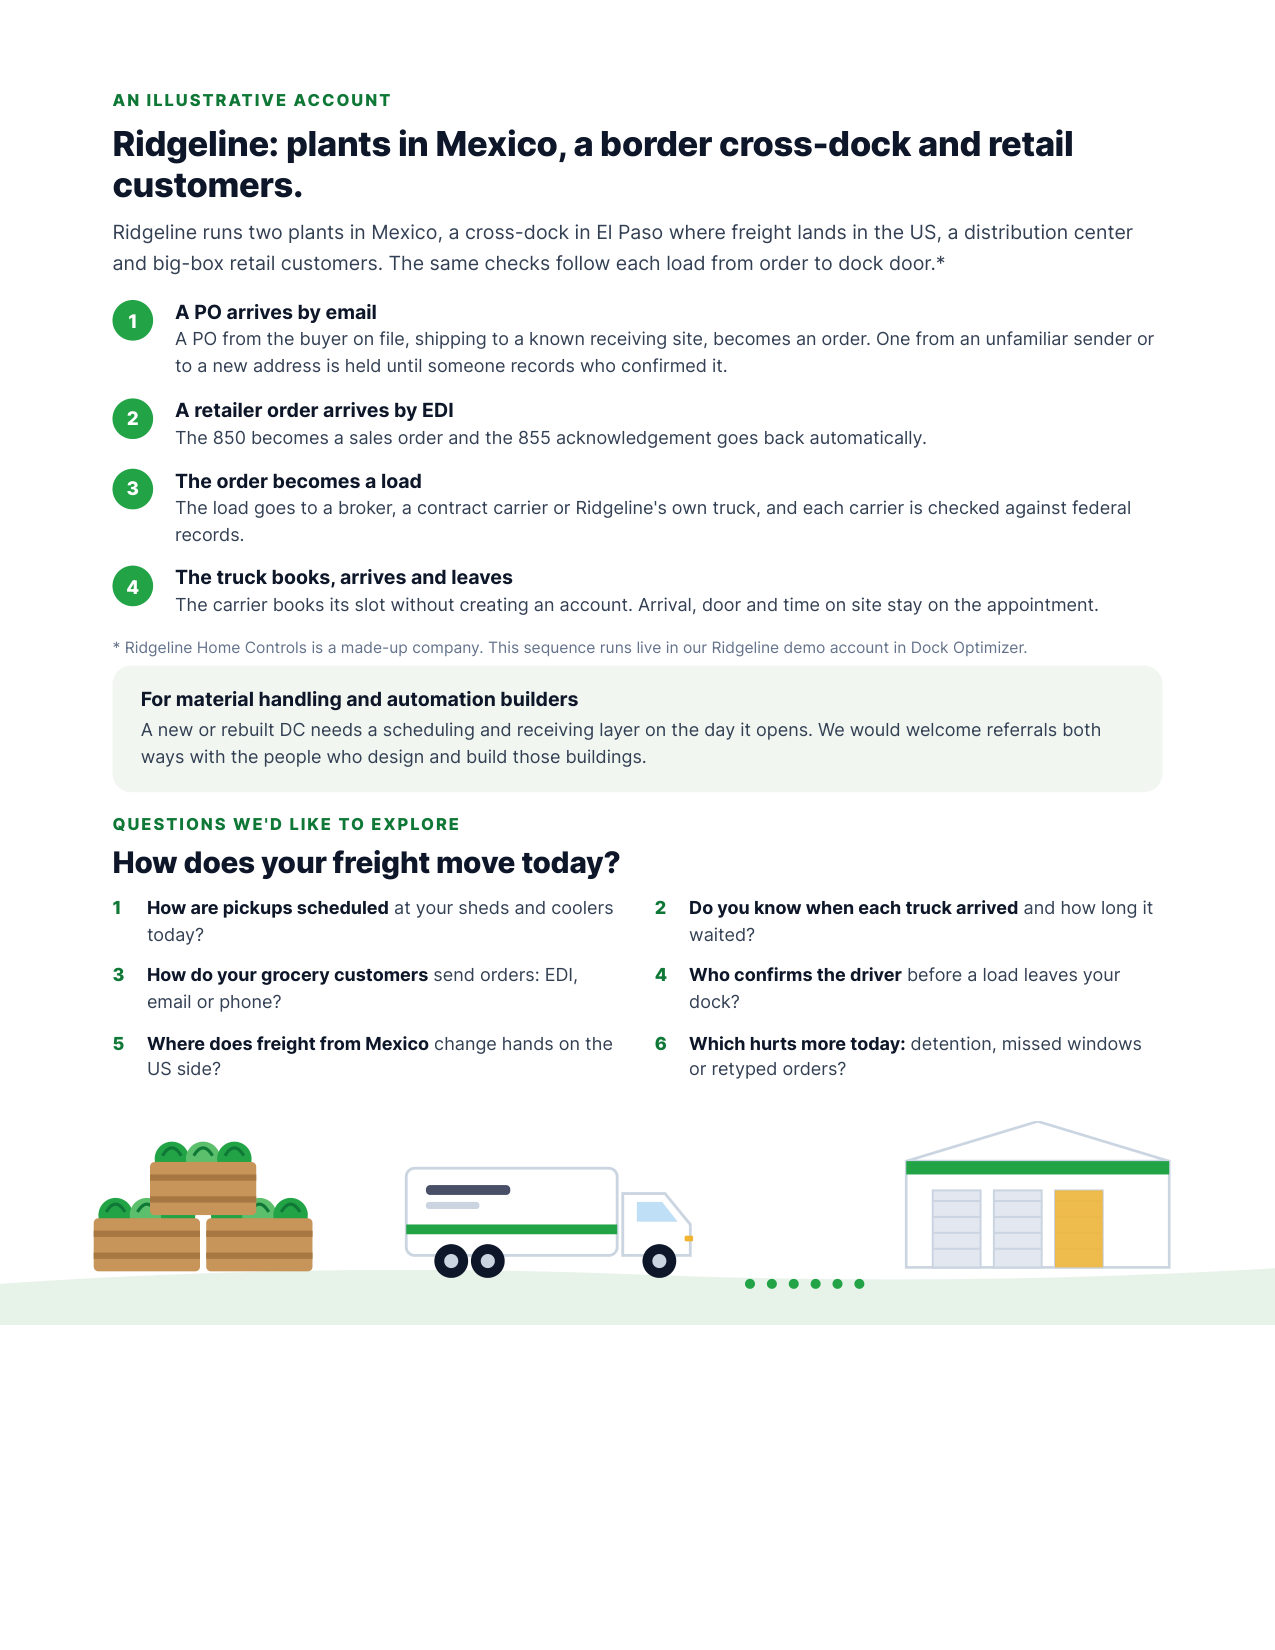 AN ILLUSTRATIVE ACCOUNT
Ridgeline: plants in Mexico, a border cross-dock and retail
customers.
Ridgeline runs two plants in Mexico, a cross-dock in El Paso where freight lands in the US, a distribution center
and big-box retail customers. The same checks follow each load from order to dock door.*
1
A PO arrives by email
A PO from the buyer on file, shipping to a known receiving site, becomes an order. One from an unfamiliar sender or
to a new address is held until someone records who confirmed it.
2
A retailer order arrives by EDI
The 850 becomes a sales order and the 855 acknowledgement goes back automatically.
3
The order becomes a load
The load goes to a broker, a contract carrier or Ridgeline's own truck, and each carrier is checked against federal
records.
4
The truck books, arrives and leaves
The carrier books its slot without creating an account. Arrival, door and time on site stay on the appointment.
* Ridgeline Home Controls is a made-up company. This sequence runs live in our Ridgeline demo account in Dock Optimizer.
For material handling and automation builders
A new or rebuilt DC needs a scheduling and receiving layer on the day it opens. We would welcome referrals both
ways with the people who design and build those buildings.
QUESTIONS WE'D LIKE TO EXPLORE
How does your freight move today?
1 How are pickups scheduled at your sheds and coolers
today?
2 Do you know when each truck arrived and how long it
waited?
3 How do your grocery customers send orders: EDI,
email or phone?
4 Who confirms the driver before a load leaves your
dock?
5 Where does freight from Mexico change hands on the
US side?
6 Which hurts more today: detention, missed windows
or retyped orders?